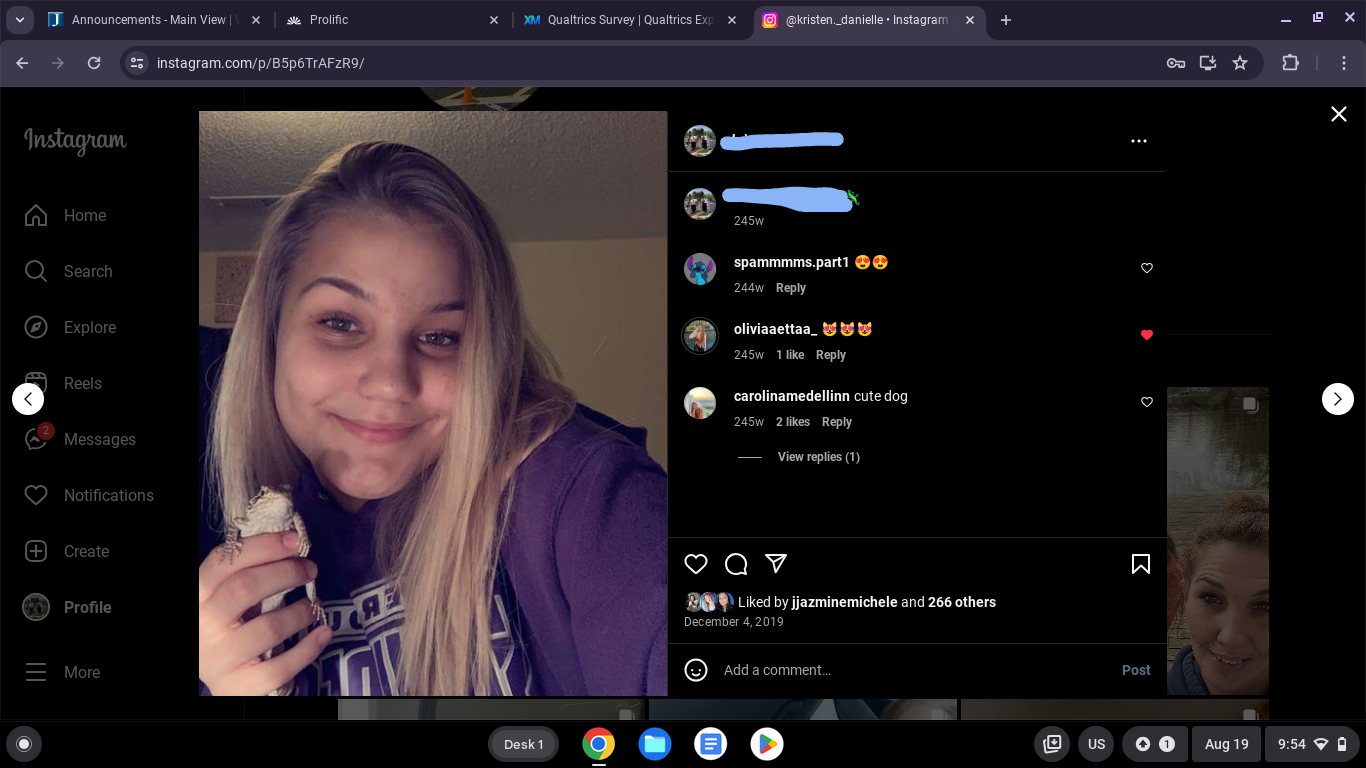 Announcements - Main View | W
Prolific
XM
Qualtrics Survey | Qualtrics Exp
@kristen._danielle • Instagram
instagram.com/p/B5p6TrAFzR9/
Instagram
Home
Search
Explore
Reels
2
Messages
Notifications
Create
Profile
More
245w
spammmms.part1 😍😍
244w Reply
oliviaaettaa_ 😻😻😻
245w 1 like Reply
carolinamedellinn cute dog
245w 2 likes Reply
View replies (1)
Liked by jjazminemichele and 266 others
December 4, 2019
Add a comment…
Post
Desk 1
US
1
Aug 19
9:54